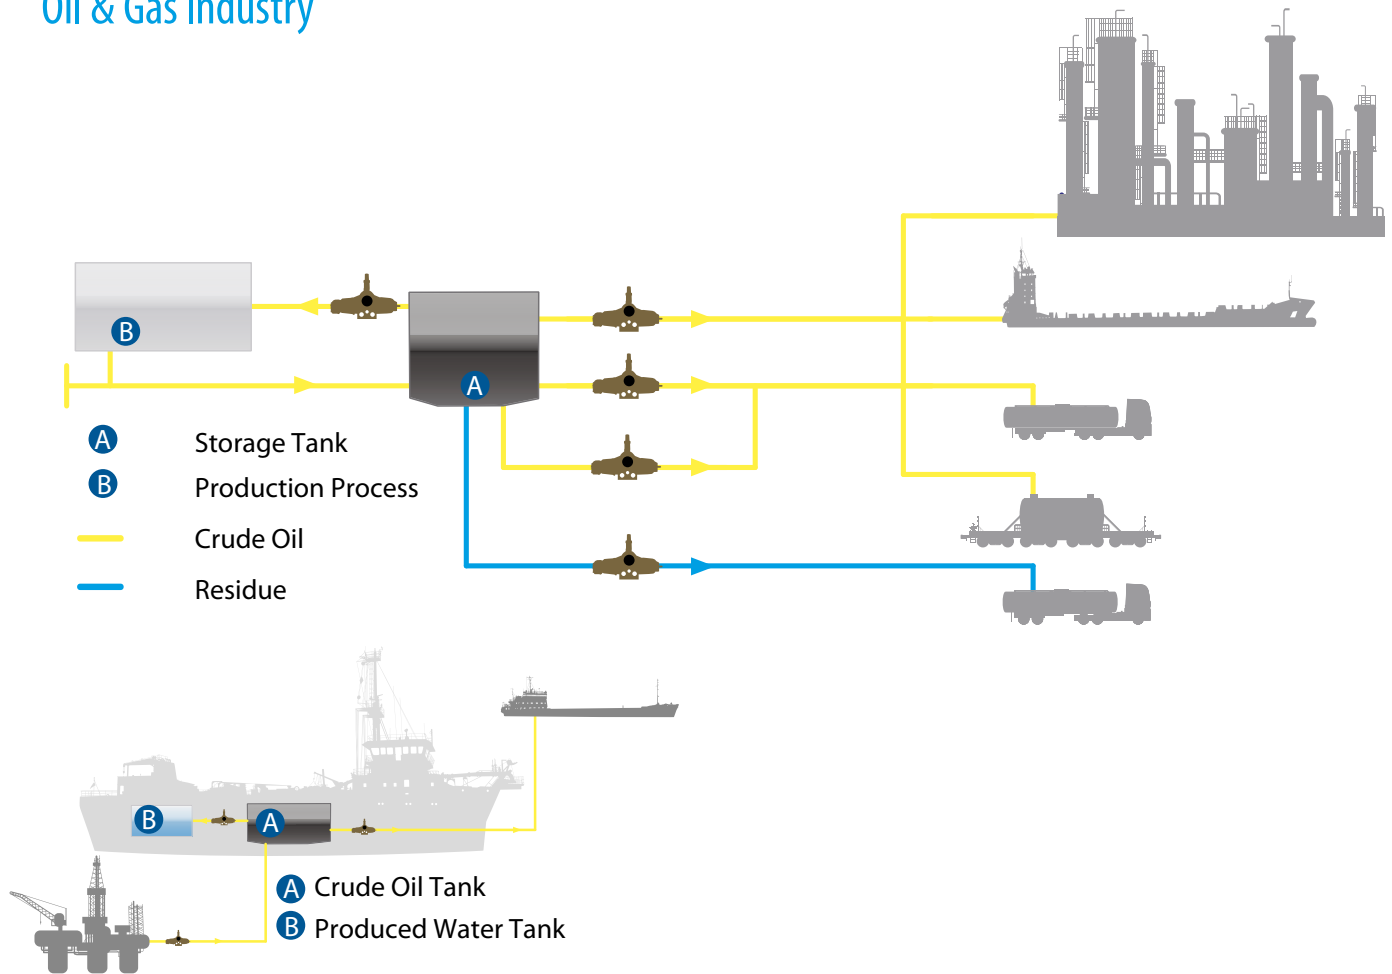 Oil & Gas Industry
B
A
A Storage Tank
B Production Process
Crude Oil
Residue
B
A
A Crude Oil Tank
B Produced Water Tank